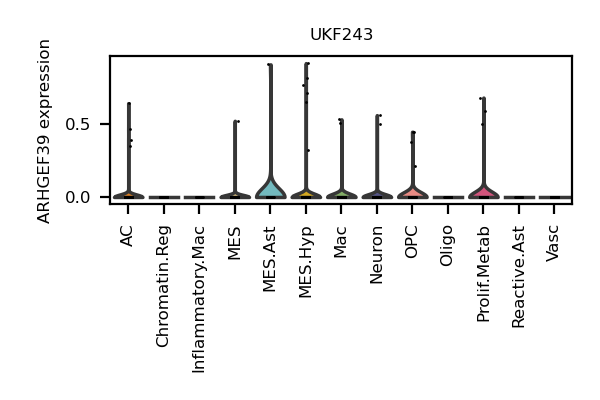 UKF243
ARHGEF39 expression
0.5
0.0
AC
Chromatin.Reg
Inflammatory.Mac
MES
MES.Ast
MES.Hyp
Mac
Neuron
OPC
Oligo
Prolif.Metab
Reactive.Ast
Vasc